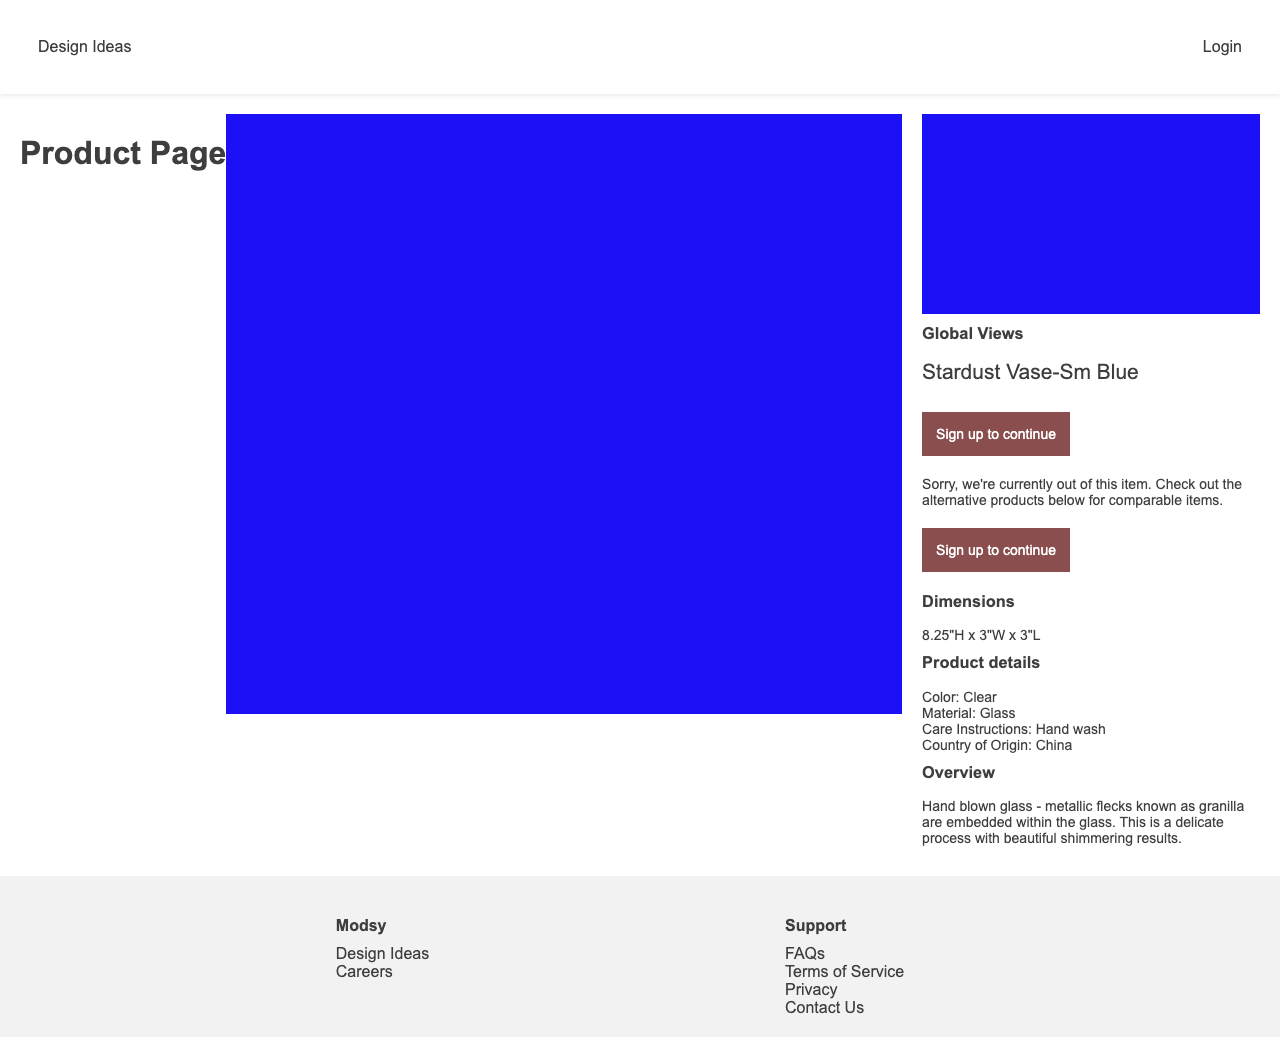 Design Ideas
Login
Product Page
Global Views
Stardust Vase-Sm Blue
Sign up to continue
Sorry, we're currently out of this item. Check out the
alternative products below for comparable items.
Sign up to continue
Dimensions
8.25"H x 3"W x 3"L
Product details
Color: Clear
Material: Glass
Care Instructions: Hand wash
Country of Origin: China
Overview
Hand blown glass - metallic flecks known as granilla
are embedded within the glass. This is a delicate
process with beautiful shimmering results.
Modsy
Design Ideas
Careers
Support
FAQs
Terms of Service
Privacy
Contact Us